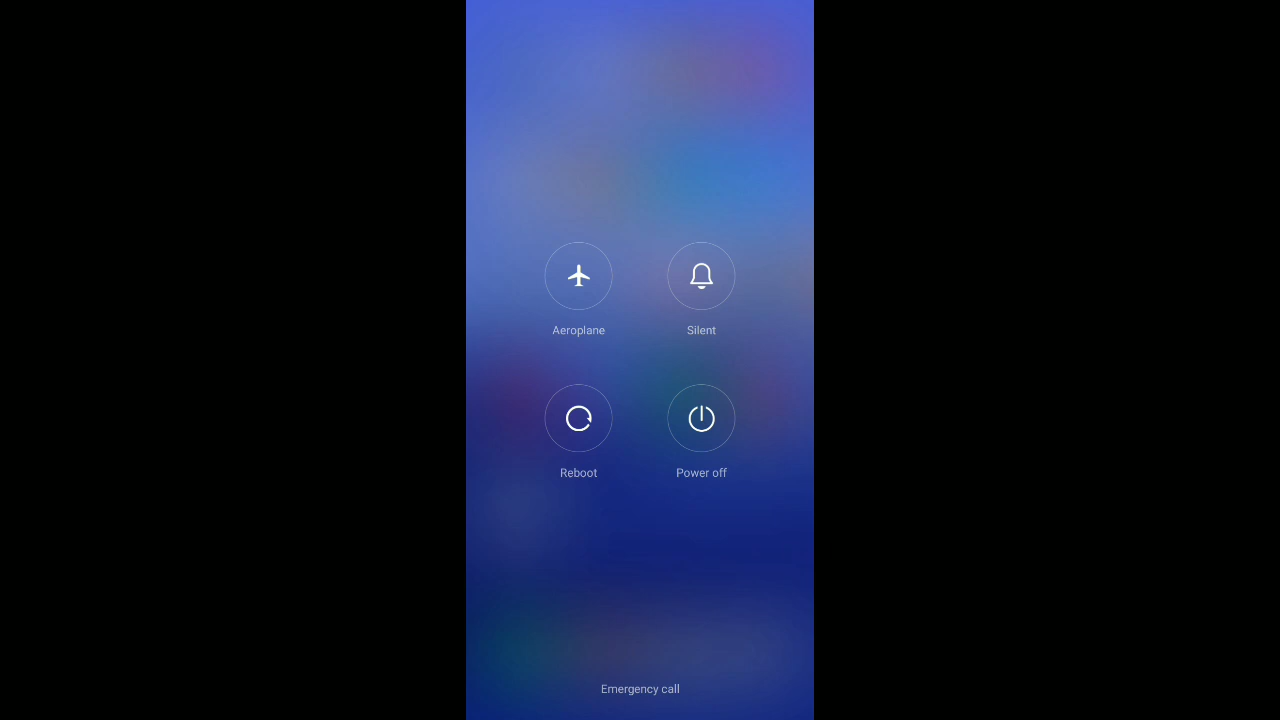 Aeroplane
Silent
Reboot
Power off
Emergency call